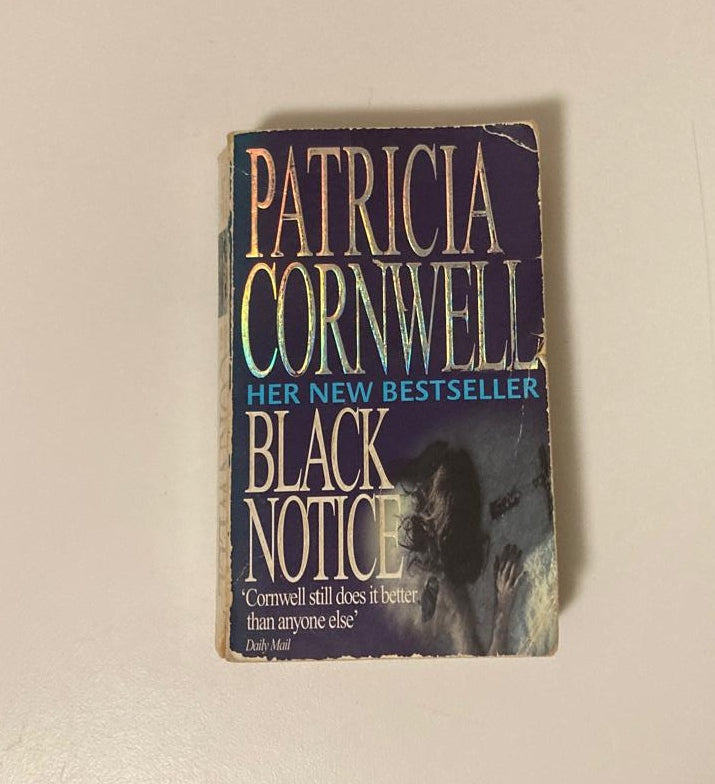 PATRICIA
CORNWELL
HER NEW BESTSELLER
BLACK
NOTICE
‘Cornwell still does it better
than anyone else’
Daily Mail